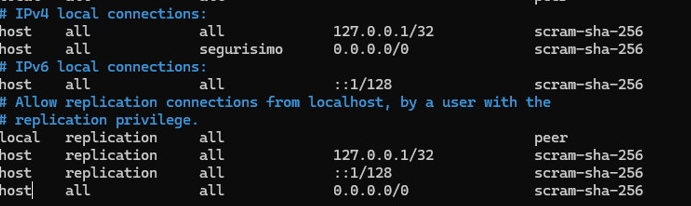 # IPv4 local connections:
host all all 127.0.0.1/32 scram-sha-256
host all segurisimo 0.0.0.0/0 scram-sha-256
# IPv6 local connections:
host all all ::1/128 scram-sha-256
# Allow replication connections from localhost, by a user with the
# replication privilege.
local replication all peer
host replication all 127.0.0.1/32 scram-sha-256
host replication all ::1/128 scram-sha-256
host all all 0.0.0.0/0 scram-sha-256